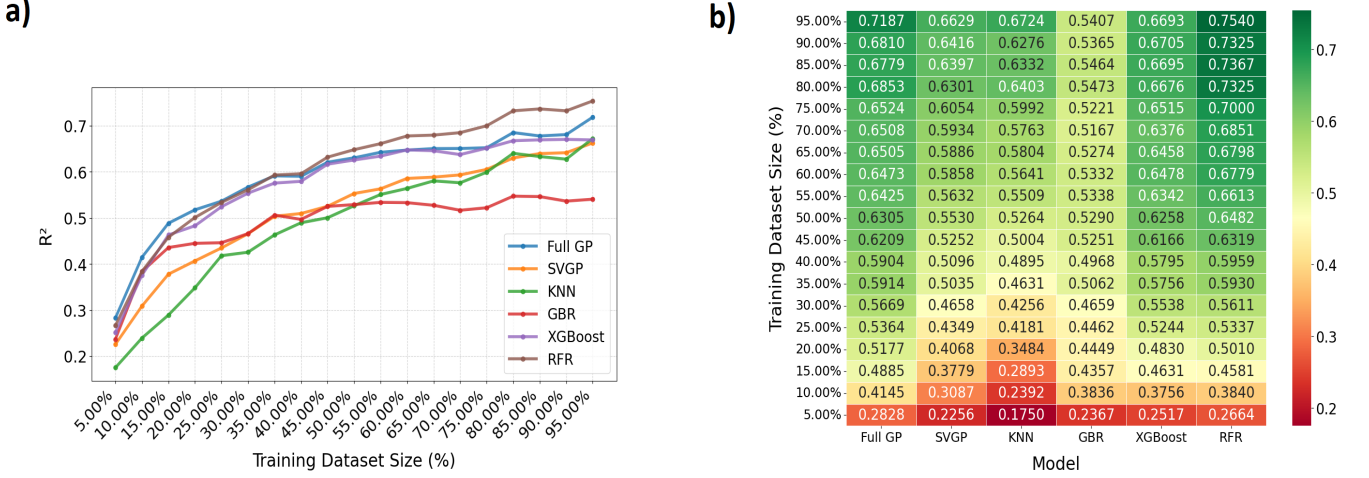 a)
R²
0.7
0.6
0.5
0.4
0.3
0.2
Full GP
SVGP
KNN
GBR
XGBoost
RFR
5.00% 10.00% 15.00% 20.00% 25.00% 30.00% 35.00% 40.00% 45.00% 50.00% 55.00% 60.00% 65.00% 70.00% 75.00% 80.00% 85.00% 90.00% 95.00%
Training Dataset Size (%)
b)
Training Dataset Size (%)
95.00% 0.7187 0.6629 0.6724 0.5407 0.6693 0.7540
90.00% 0.6810 0.6416 0.6276 0.5365 0.6705 0.7325
85.00% 0.6779 0.6397 0.6332 0.5464 0.6695 0.7367
80.00% 0.6853 0.6301 0.6403 0.5473 0.6676 0.7325
75.00% 0.6524 0.6054 0.5992 0.5221 0.6515 0.7000
70.00% 0.6508 0.5934 0.5763 0.5167 0.6376 0.6851
65.00% 0.6505 0.5886 0.5804 0.5274 0.6458 0.6798
60.00% 0.6473 0.5858 0.5641 0.5332 0.6478 0.6779
55.00% 0.6425 0.5632 0.5509 0.5338 0.6342 0.6613
50.00% 0.6305 0.5530 0.5264 0.5290 0.6258 0.6482
45.00% 0.6209 0.5252 0.5004 0.5251 0.6166 0.6319
40.00% 0.5904 0.5096 0.4895 0.4968 0.5795 0.5959
35.00% 0.5914 0.5035 0.4631 0.5062 0.5756 0.5930
30.00% 0.5669 0.4658 0.4256 0.4659 0.5538 0.5611
25.00% 0.5364 0.4349 0.4181 0.4462 0.5244 0.5337
20.00% 0.5177 0.4068 0.3484 0.4449 0.4830 0.5010
15.00% 0.4885 0.3779 0.2893 0.4357 0.4631 0.4581
10.00% 0.4145 0.3087 0.2392 0.3836 0.3756 0.3840
5.00% 0.2828 0.2256 0.1750 0.2367 0.2517 0.2664
Full GP SVGP KNN GBR XGBoost RFR
Model
0.7
0.6
0.5
0.4
0.3
0.2